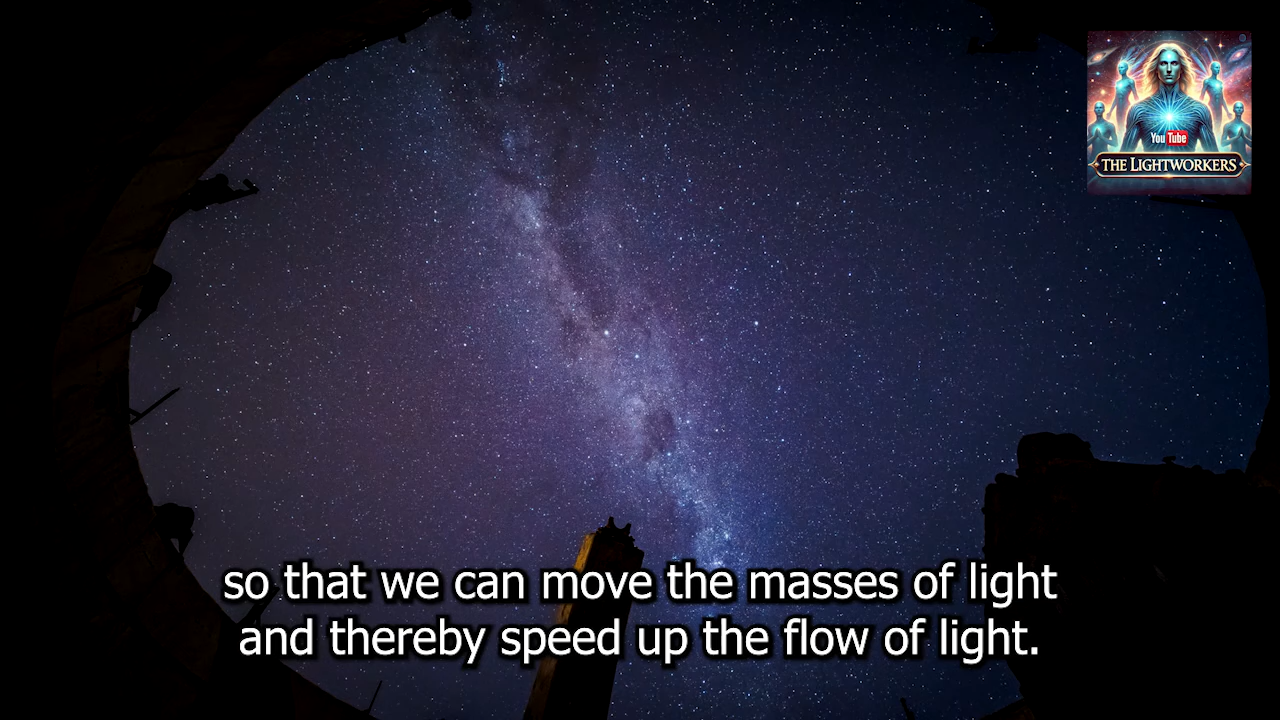 You Tube
THE LIGHTWORKERS
so that we can move the masses of light
and thereby speed up the flow of light.